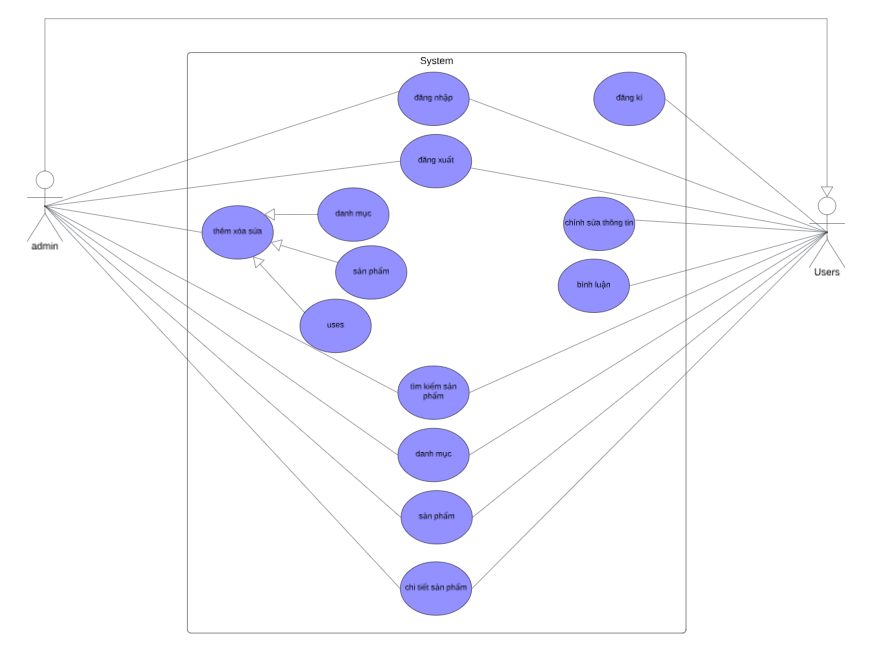 System
đăng nhập
đăng kí
đăng xuất
admin
thêm xóa sửa
danh mục
sản phẩm
uses
chỉnh sửa thông tin
bình luận
Users
tìm kiếm sản
phẩm
danh mục
sản phẩm
chi tiết sản phẩm